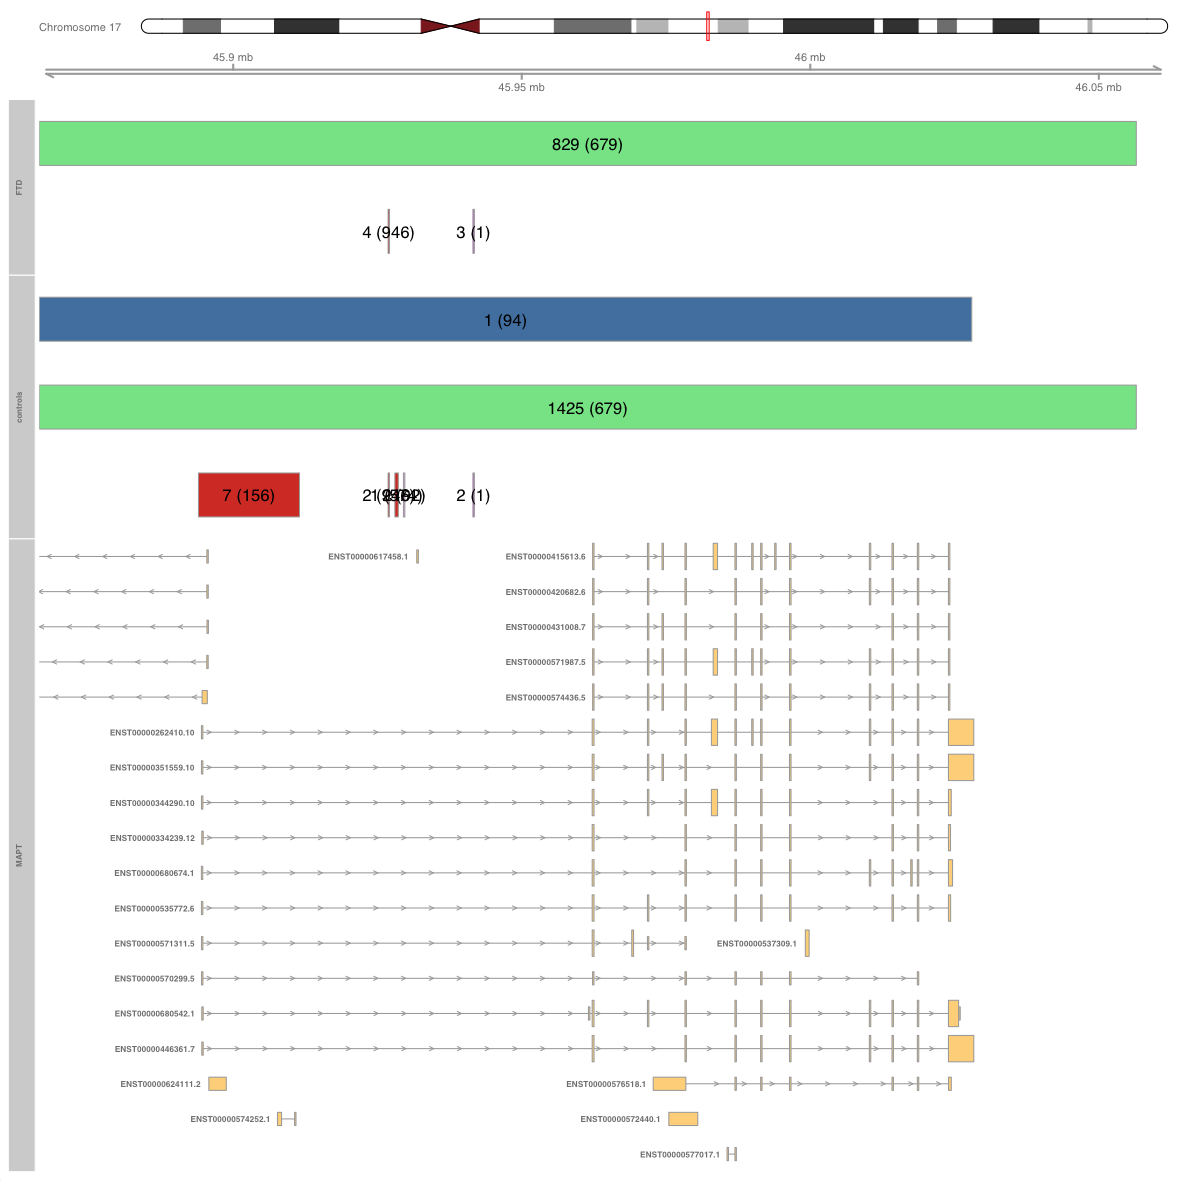 Chromosome 17
45.9 mb
46 mb
45.95 mb
46.05 mb
FTD
829 (679)
4 (946)
3 (1)
controls
1 (94)
1425 (679)
7 (156)
2 (1)
MAPT
ENST00000617458.1
ENST00000415613.6
ENST00000420682.6
ENST00000431008.7
ENST00000571987.5
ENST00000574436.5
ENST00000262410.10
ENST00000351559.10
ENST00000344290.10
ENST00000334239.12
ENST00000680674.1
ENST00000535772.6
ENST00000571311.5
ENST00000537309.1
ENST00000570299.5
ENST00000680542.1
ENST00000446361.7
ENST00000624111.2
ENST00000576518.1
ENST00000574252.1
ENST00000572440.1
ENST00000577017.1